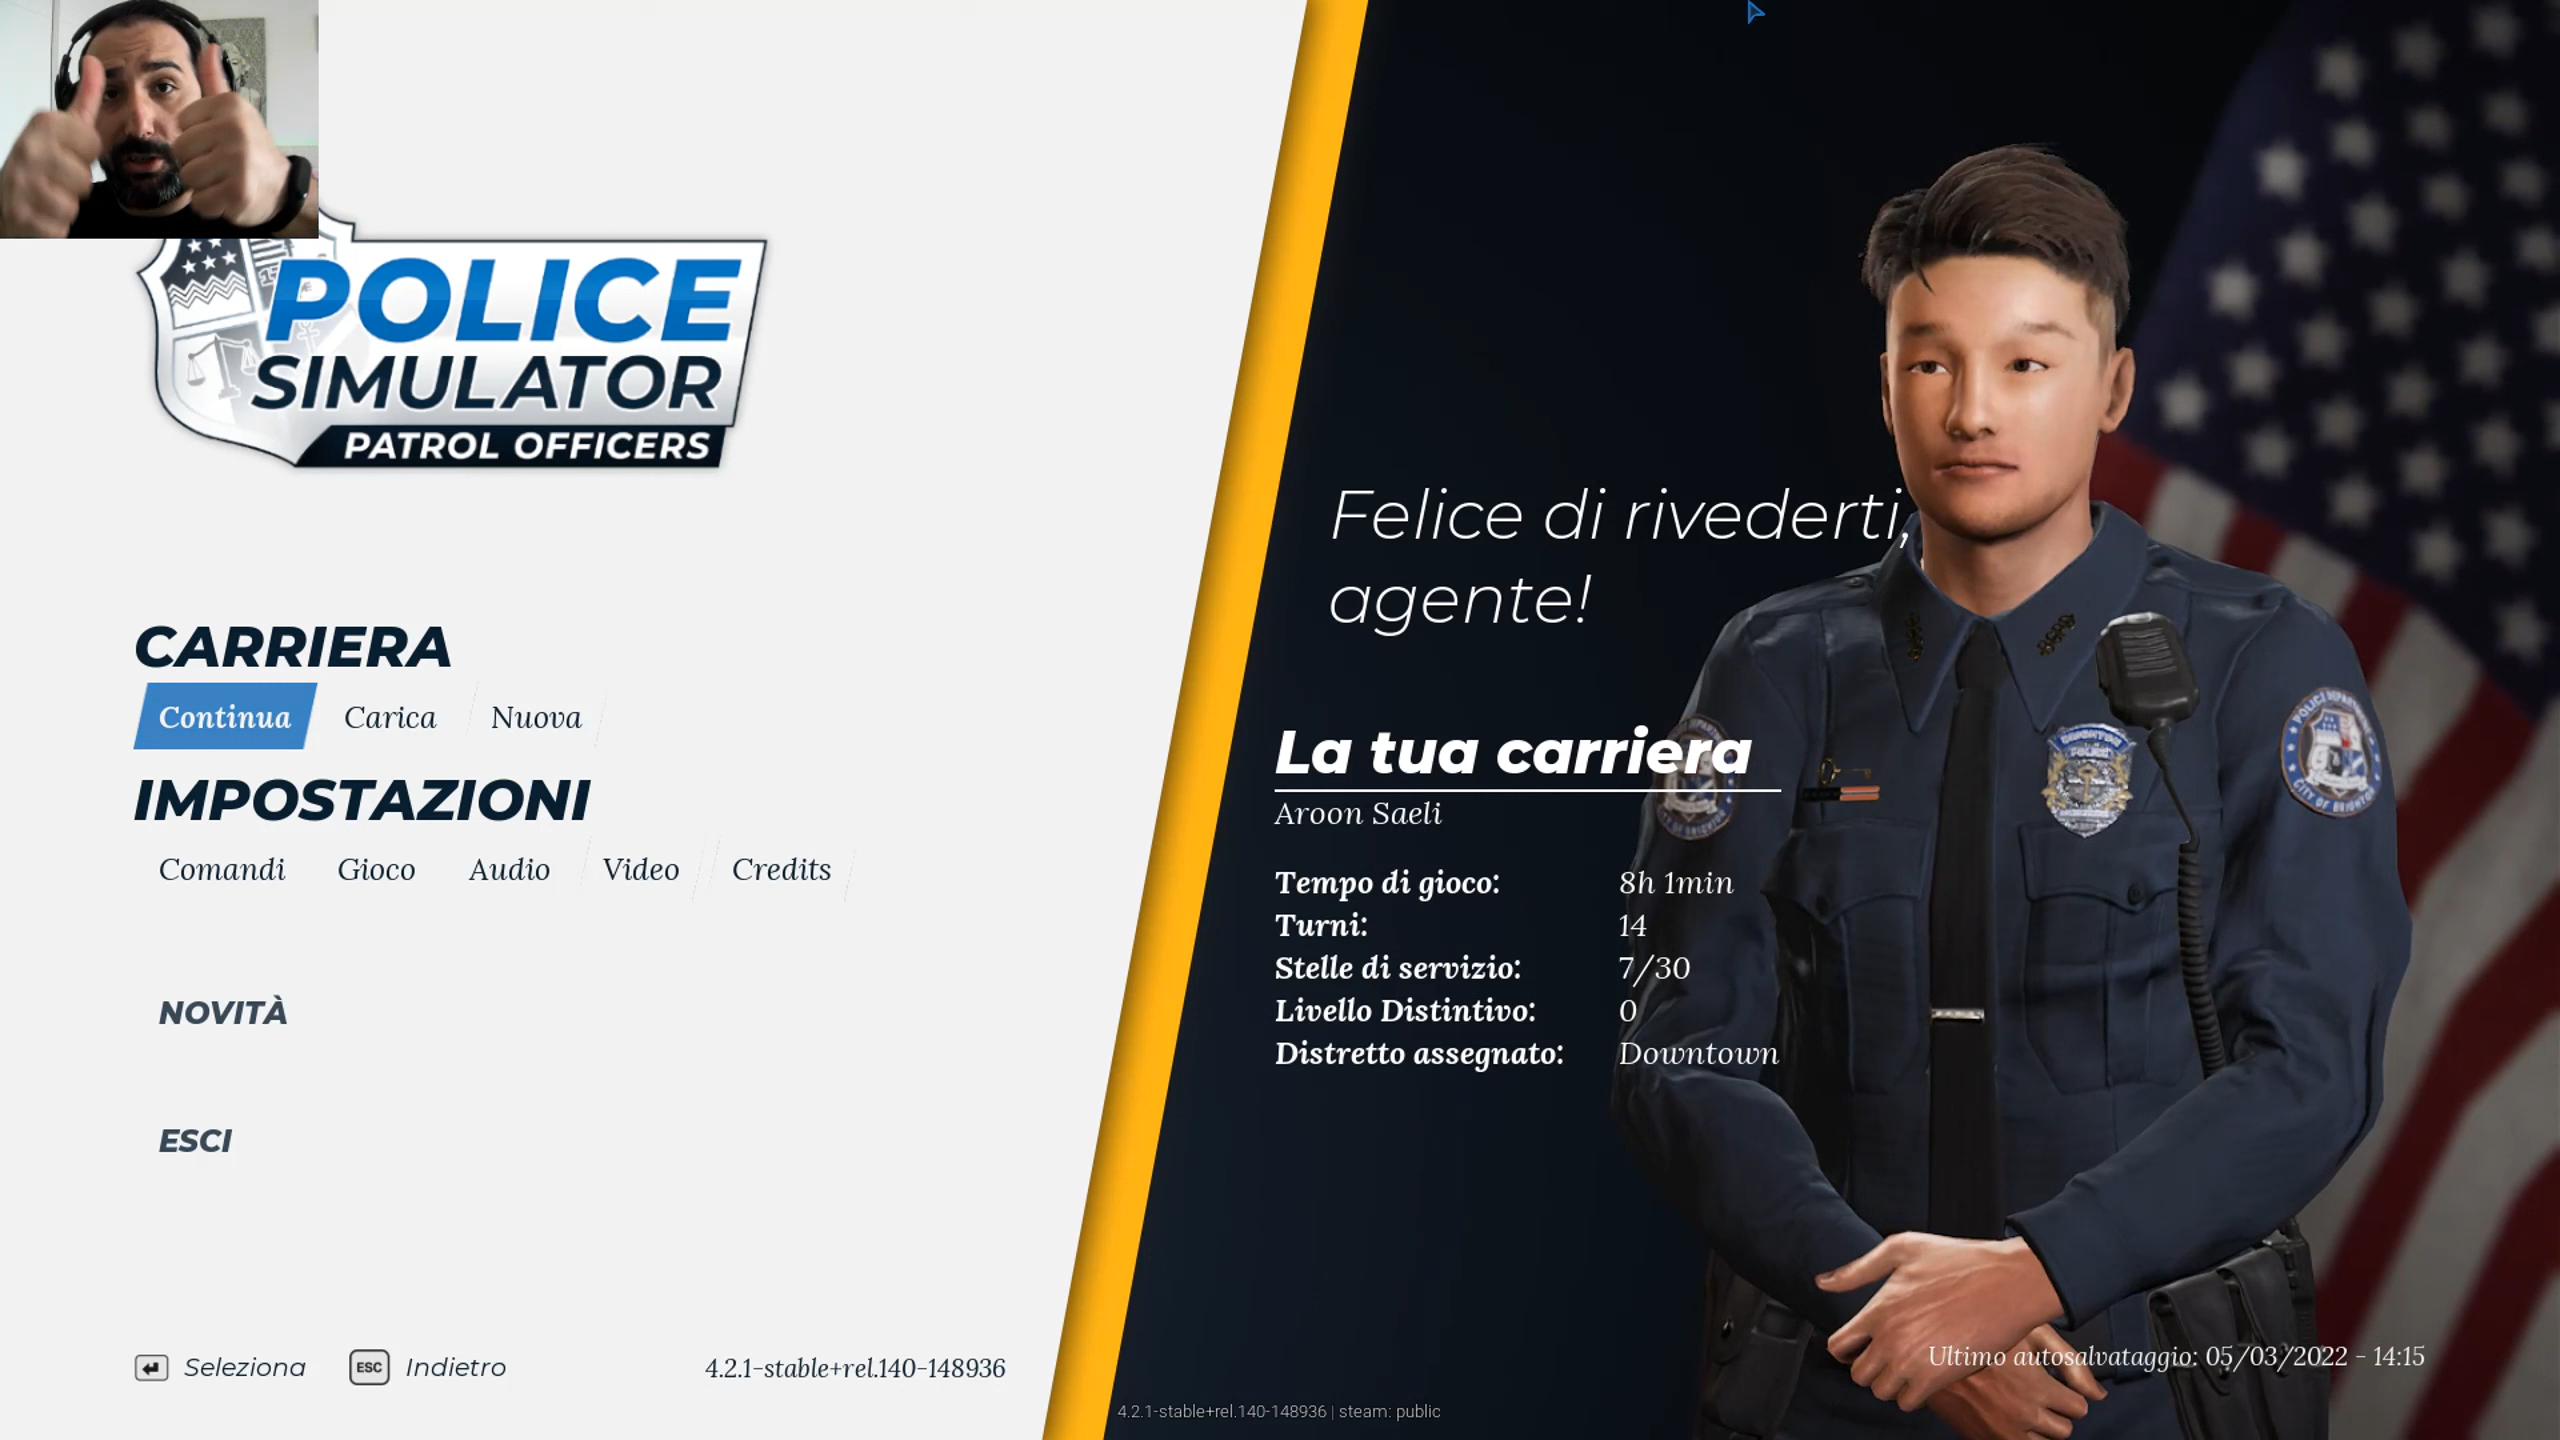 POLICE
SIMULATOR
PATROL OFFICERS
CARRIERA
Continua
Carica
Nuova
IMPOSTAZIONI
Comandi
Gioco
Audio
Video
Credits
NOVITÀ
ESCI
Seleziona
ESC
Indietro
4.2.1-stable+rel.140-148936
Felice di rivederti,
agente!
La tua carriera
Aroon Saeli
Tempo di gioco: 8h 1min
Turni: 14
Stelle di servizio: 7/30
Livello Distintivo: 0
Distretto assegnato: Downtown
Ultimo autosalvataggio: 05/03/2022 - 14:15
4.2.1-stable+rel.140-148936 | steam: public